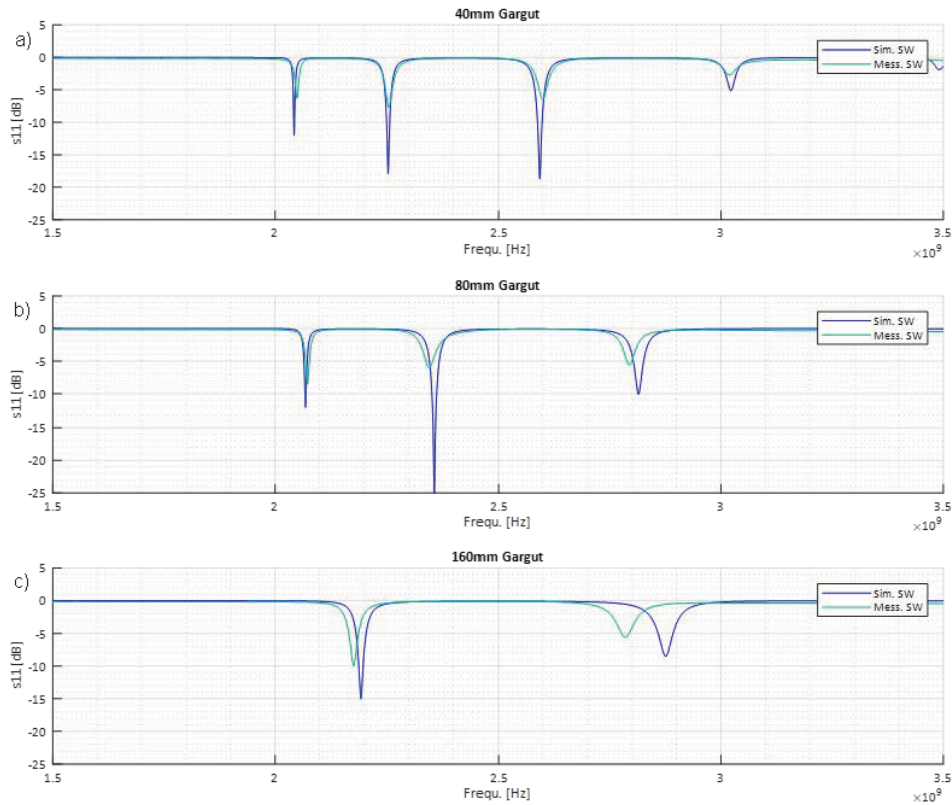 40mm Gargut
a)
5
0
-5
-10
-15
-20
-25
s11 [dB]
Sim. SW
Mess. SW
1.5
2
2.5
3
3.5
Frequ. [Hz]
×10⁹
80mm Gargut
b)
5
0
-5
-10
-15
-20
-25
s11 [dB]
Sim. SW
Mess. SW
1.5
2
2.5
3
3.5
Frequ. [Hz]
×10⁹
160mm Gargut
c)
5
0
-5
-10
-15
-20
-25
s11 [dB]
Sim. SW
Mess. SW
1.5
2
2.5
3
3.5
Frequ. [Hz]
×10⁹